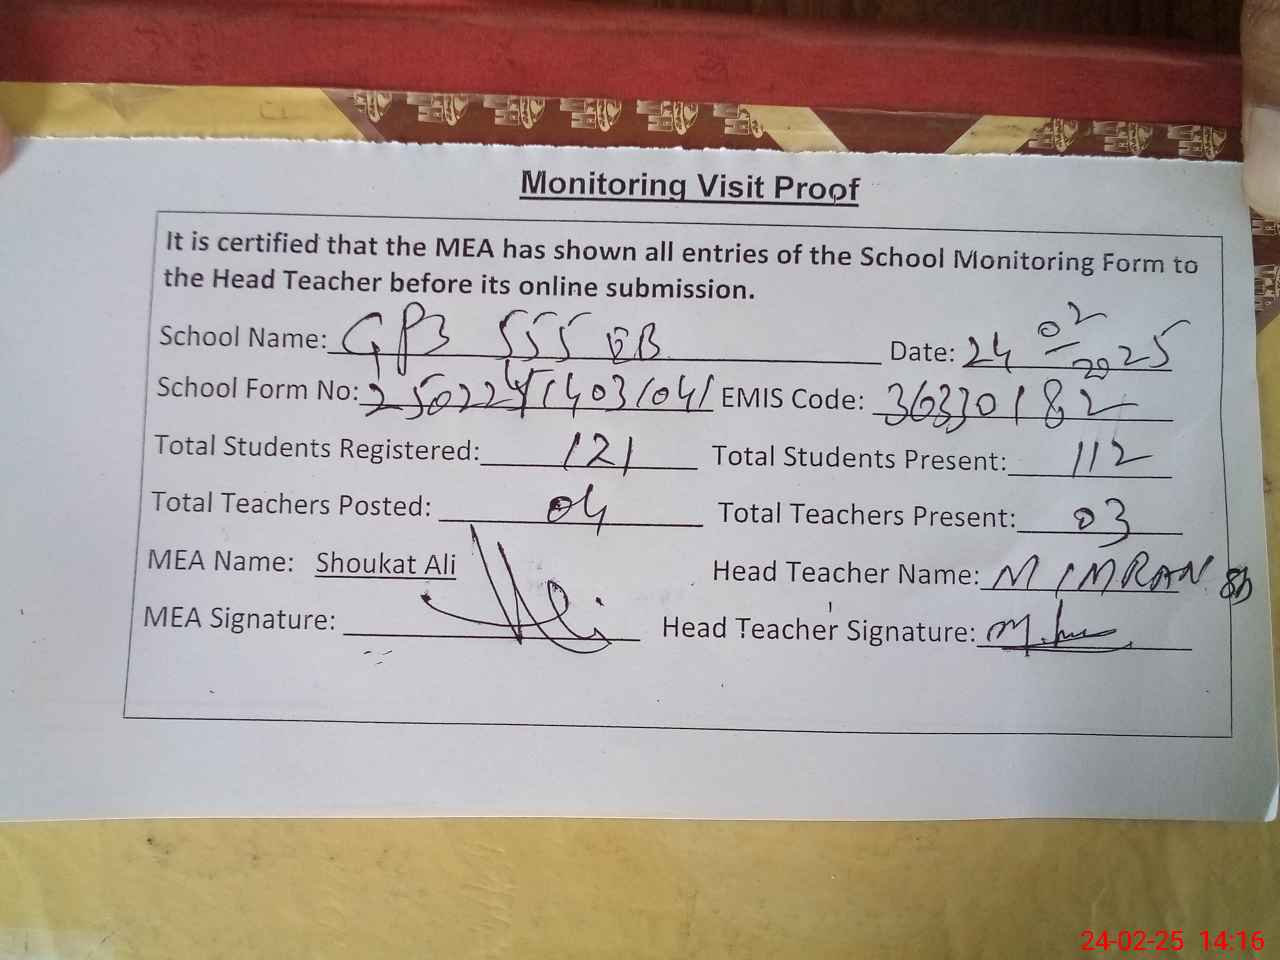 Monitoring Visit Proof
It is certified that the MEA has shown all entries of the School Monitoring Form to
the Head Teacher before its online submission.
School Name: GPS 555 EB Date: 24 02 2025
School Form No: EMIS Code: 36330182
Total Students Registered: 121 Total Students Present: 112
Total Teachers Posted: 04 Total Teachers Present: 03
MEA Name: Shoukat Ali Head Teacher Name: M IMRAN
MEA Signature: Head Teacher Signature:
24-02-25 14:16